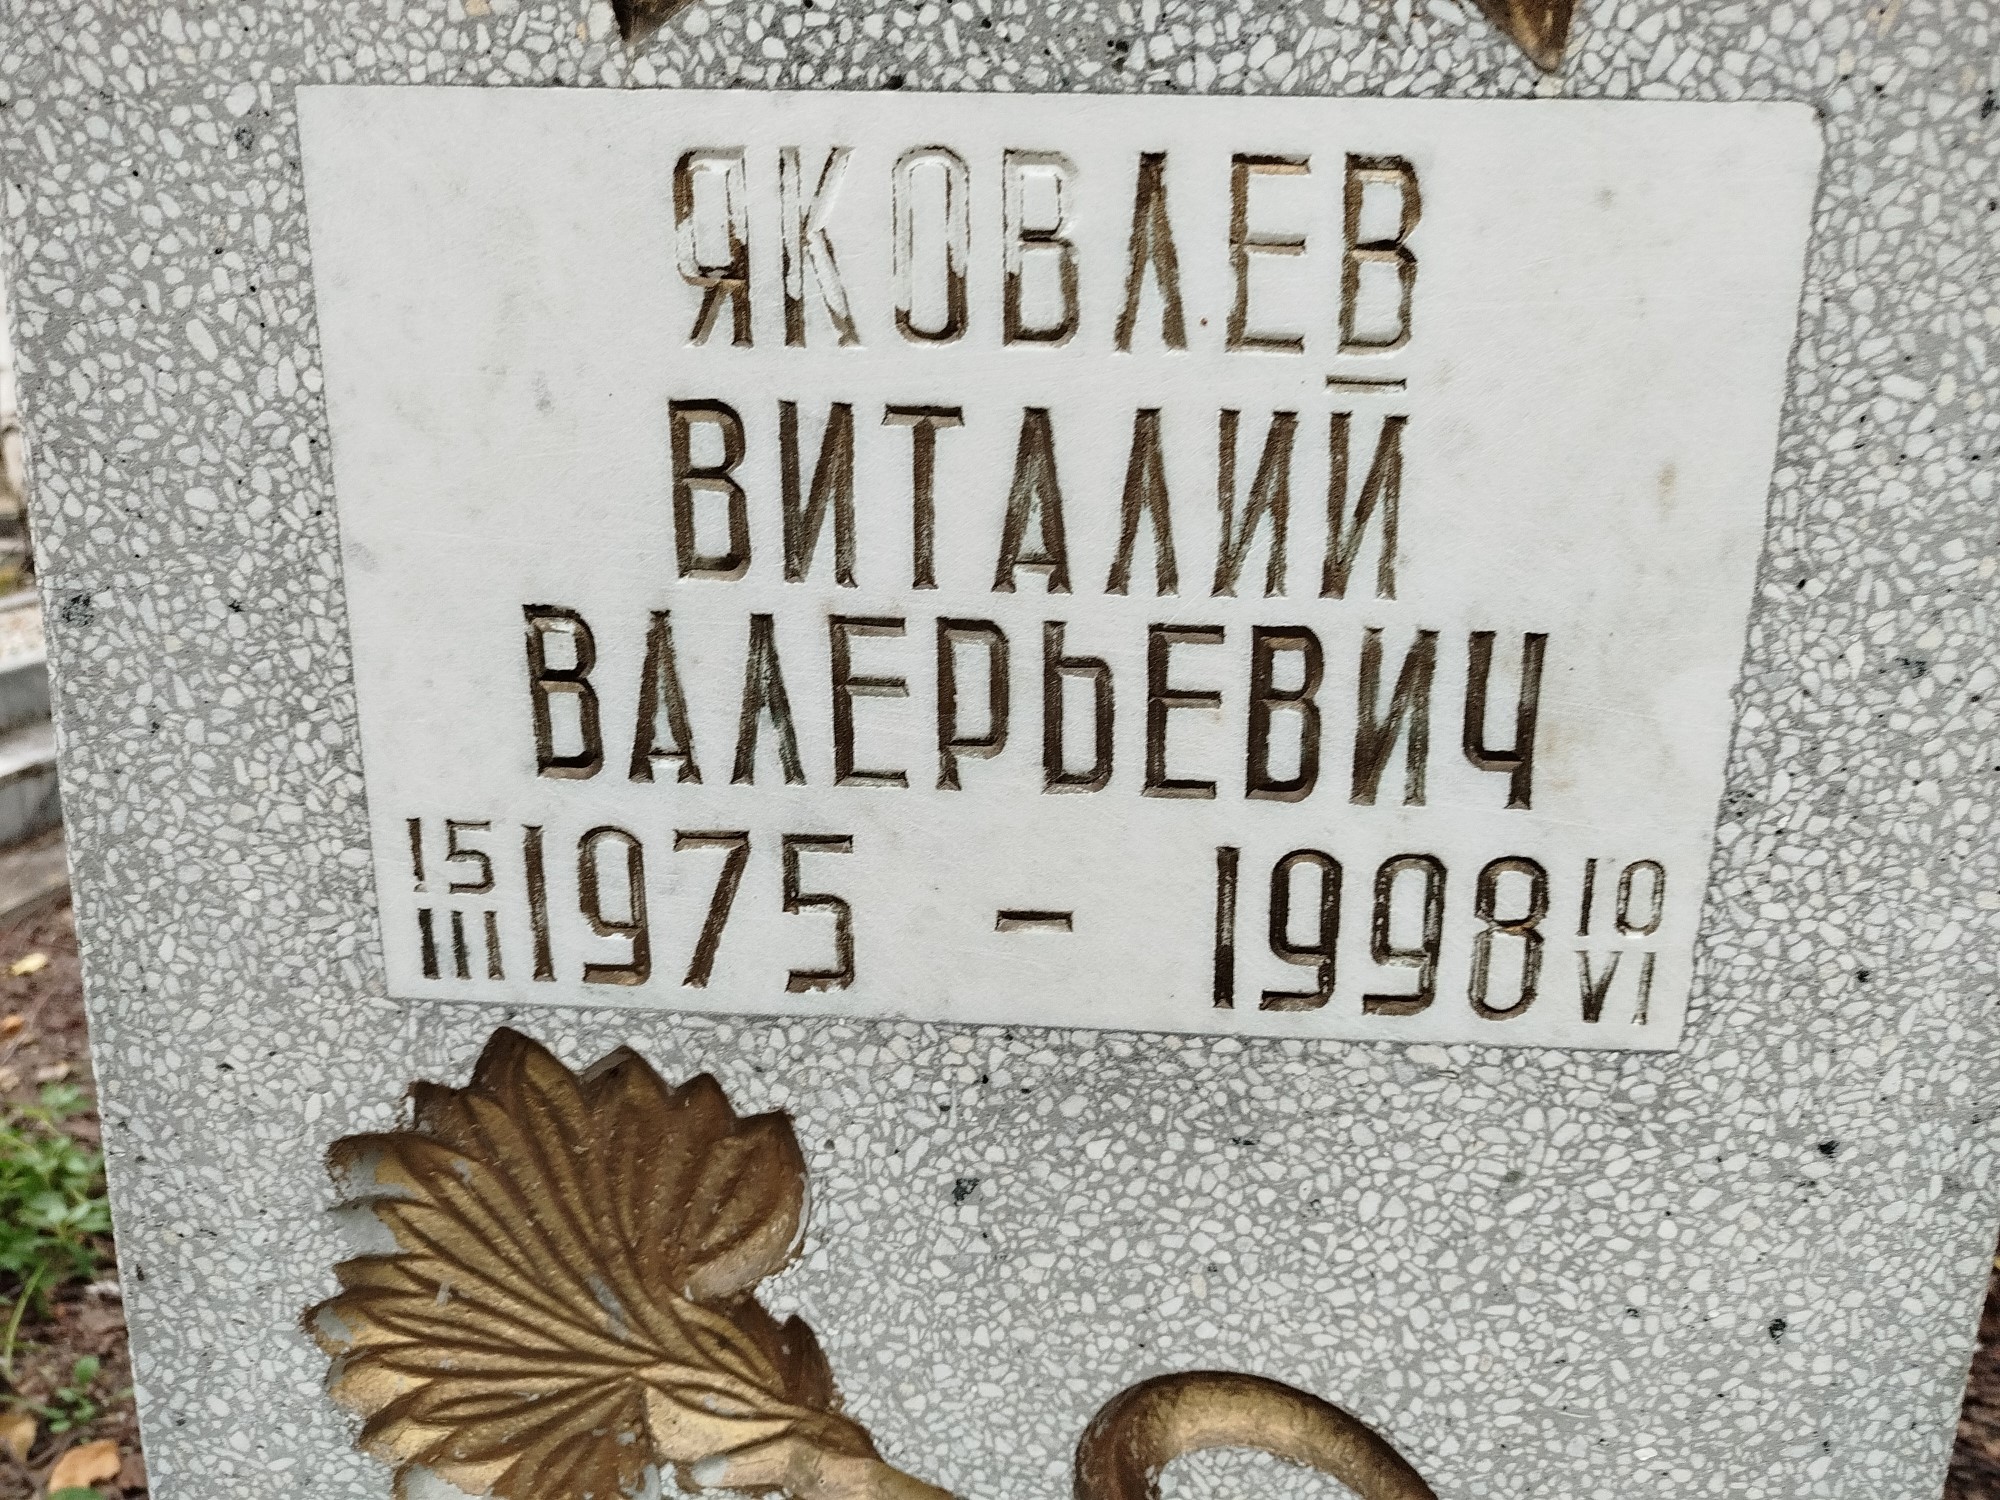 ЯКОВЛЕВ
ВИТАЛИЙ
ВАЛЕРЬЕВИЧ
15 III 1975 - 1998 10 VI